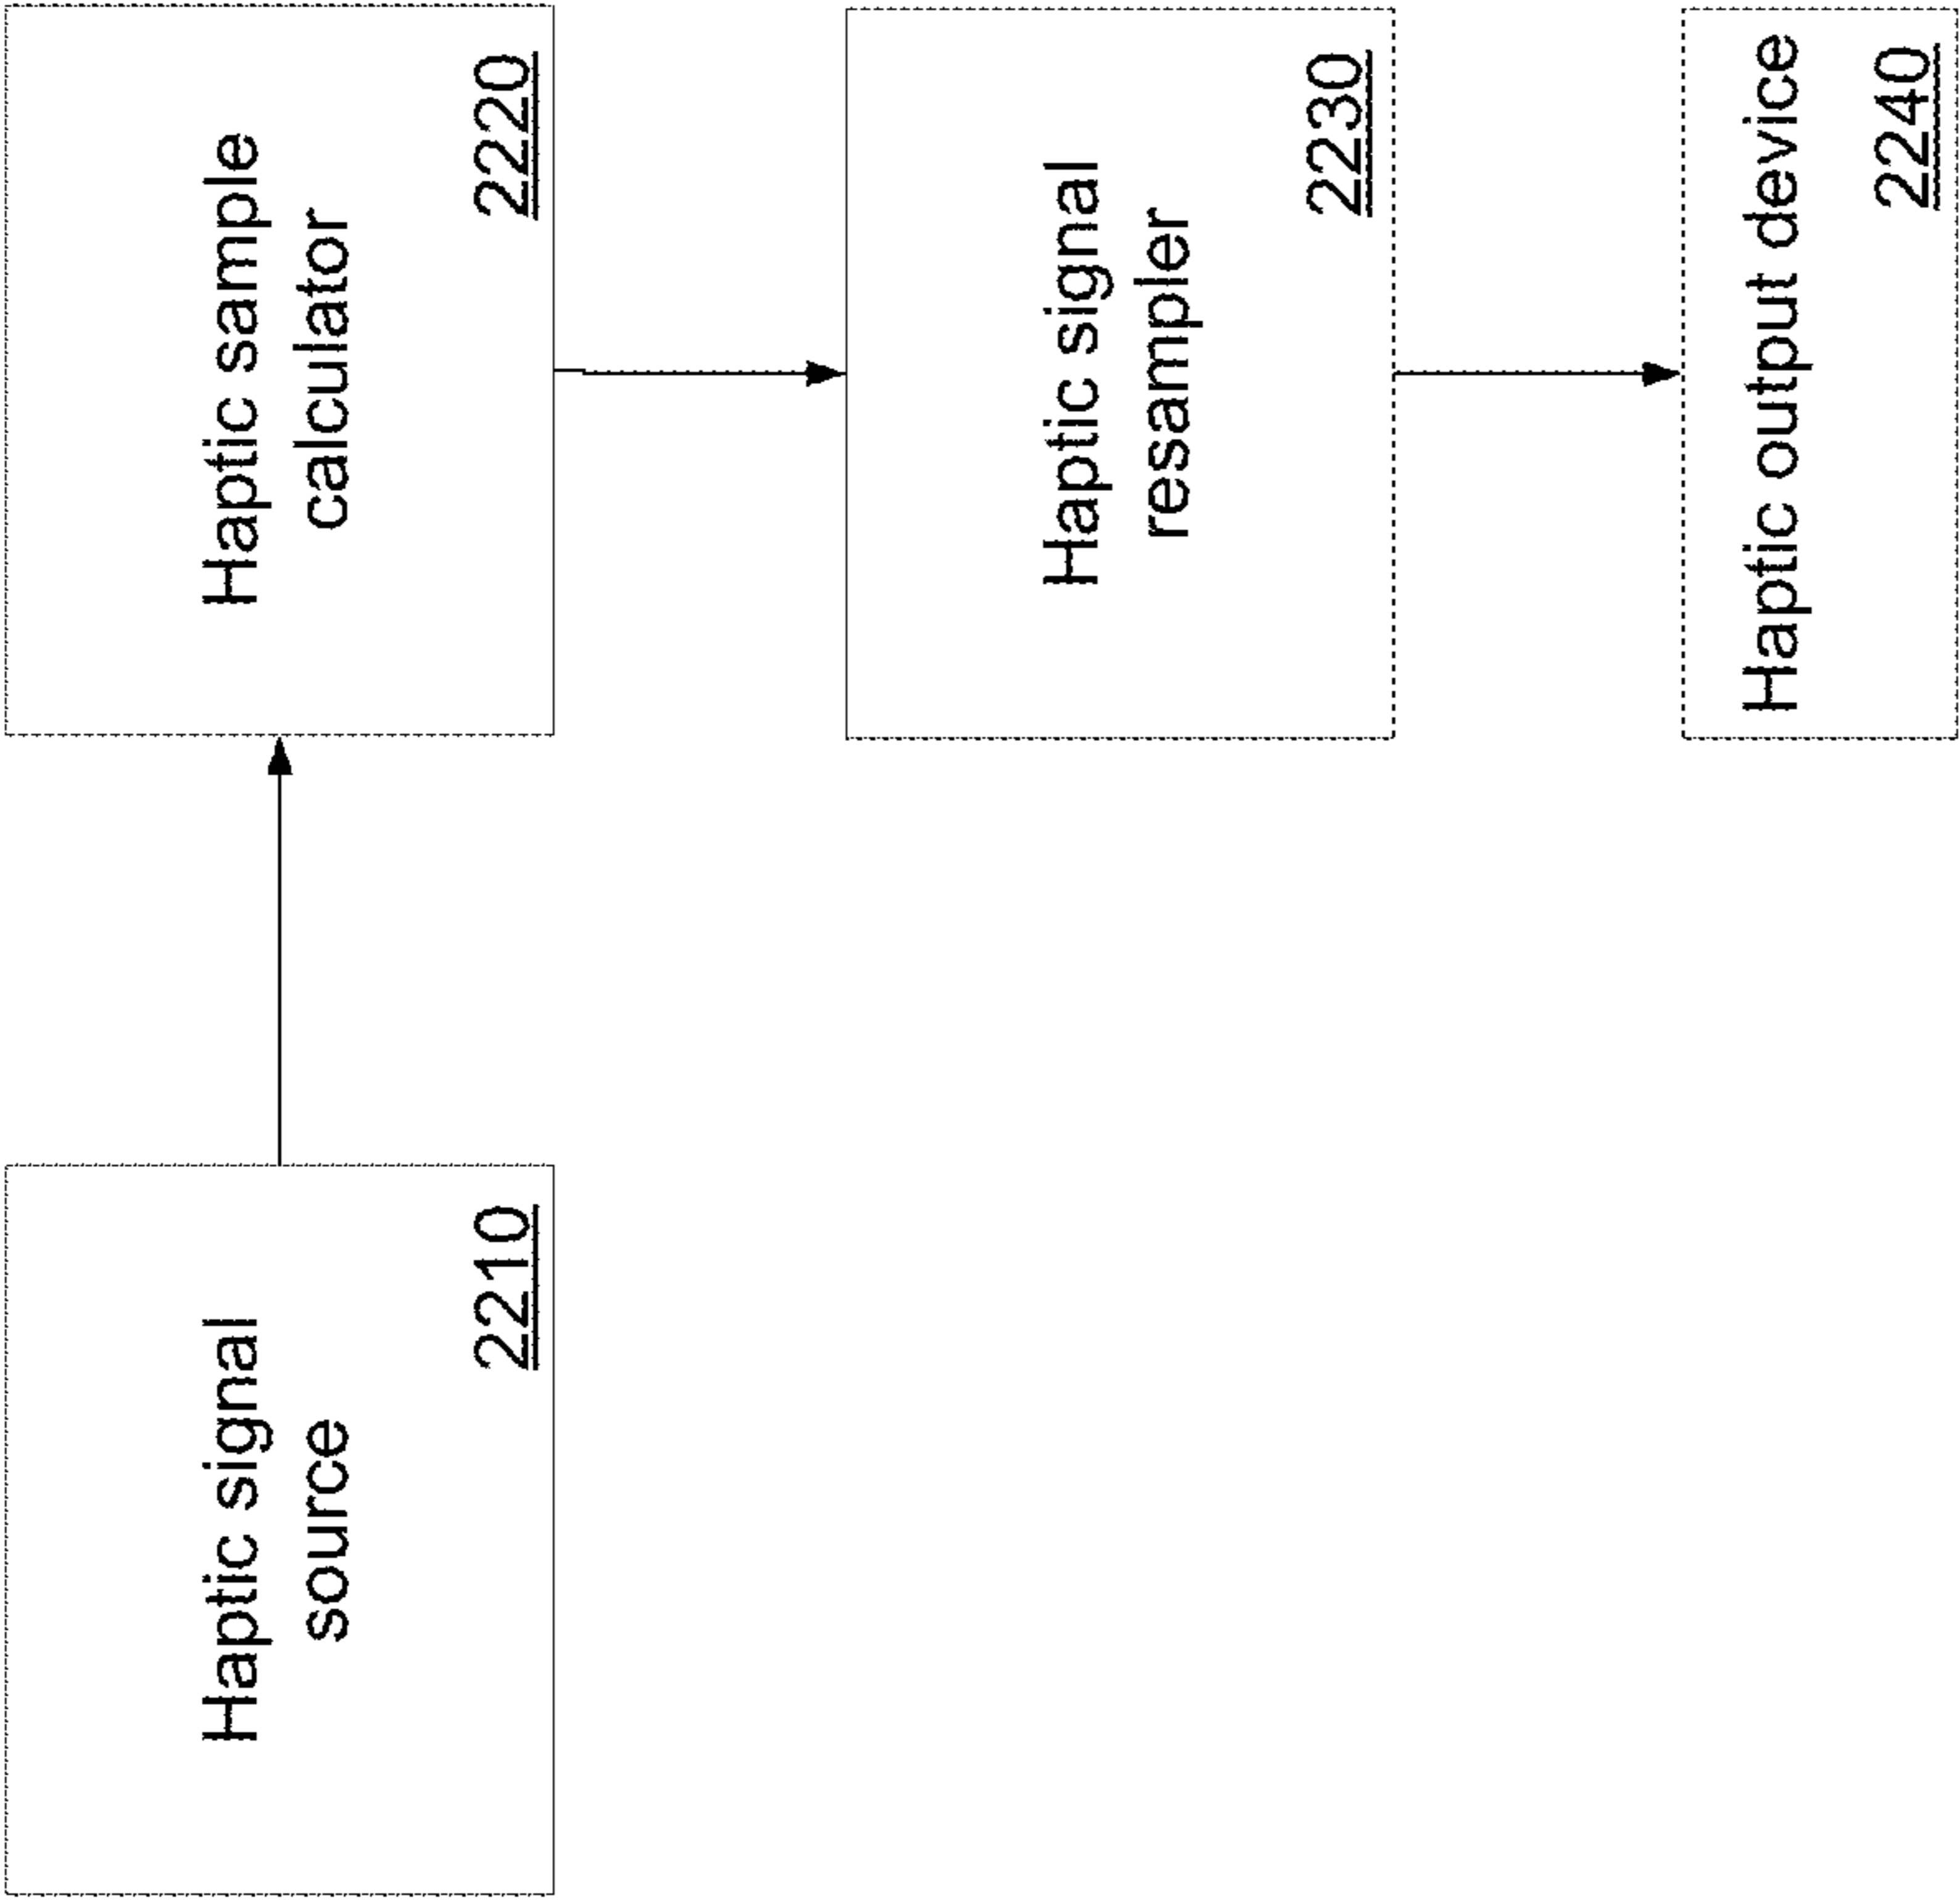 Haptic signal
source
2210
Haptic sample
calculator
2220
Haptic signal
resampler
2230
Haptic output device
2240